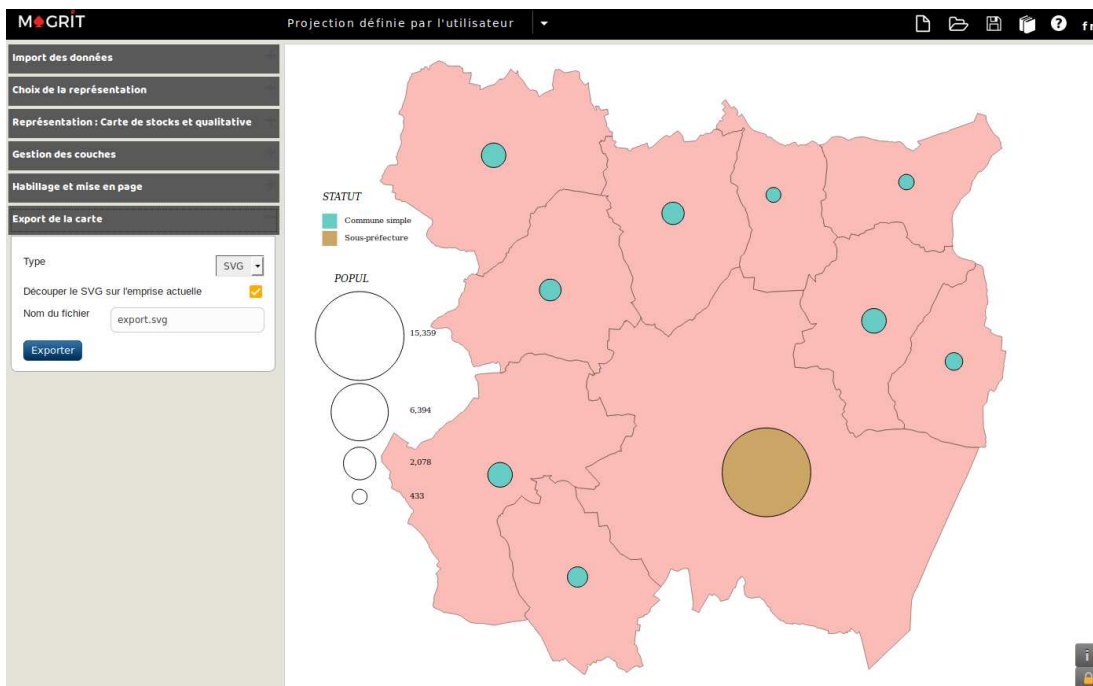 MAGRIT
Projection définie par l'utilisateur
fr
Import des données
Choix de la représentation
Représentation : Carte de stocks et qualitative
Gestion des couches
Habillage et mise en page
Export de la carte
Type
SVG
Découper le SVG sur l'emprise actuelle
Nom du fichier
export.svg
Exporter
STATUT
Commune simple
Sous-préfecture
POPUL
15,359
6,394
2,078
433